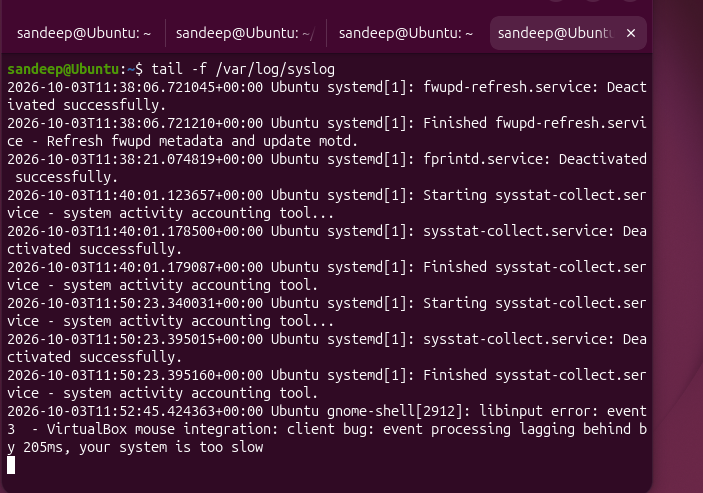 sandeep@Ubuntu: ~
sandeep@Ubuntu: ~/
sandeep@Ubuntu: ~
sandeep@Ubuntu
sandeep@Ubuntu:~$ tail -f /var/log/syslog
2026-10-03T11:38:06.721045+00:00 Ubuntu systemd[1]: fwupd-refresh.service: Deact
ivated successfully.
2026-10-03T11:38:06.721210+00:00 Ubuntu systemd[1]: Finished fwupd-refresh.servi
ce - Refresh fwupd metadata and update motd.
2026-10-03T11:38:21.074819+00:00 Ubuntu systemd[1]: fprintd.service: Deactivated
 successfully.
2026-10-03T11:40:01.123657+00:00 Ubuntu systemd[1]: Starting sysstat-collect.ser
vice - system activity accounting tool...
2026-10-03T11:40:01.178500+00:00 Ubuntu systemd[1]: sysstat-collect.service: Dea
ctivated successfully.
2026-10-03T11:40:01.179087+00:00 Ubuntu systemd[1]: Finished sysstat-collect.ser
vice - system activity accounting tool.
2026-10-03T11:50:23.340031+00:00 Ubuntu systemd[1]: Starting sysstat-collect.ser
vice - system activity accounting tool...
2026-10-03T11:50:23.395015+00:00 Ubuntu systemd[1]: sysstat-collect.service: Dea
ctivated successfully.
2026-10-03T11:50:23.395160+00:00 Ubuntu systemd[1]: Finished sysstat-collect.ser
vice - system activity accounting tool.
2026-10-03T11:52:45.424363+00:00 Ubuntu gnome-shell[2912]: libinput error: event
3  - VirtualBox mouse integration: client bug: event processing lagging behind b
y 205ms, your system is too slow